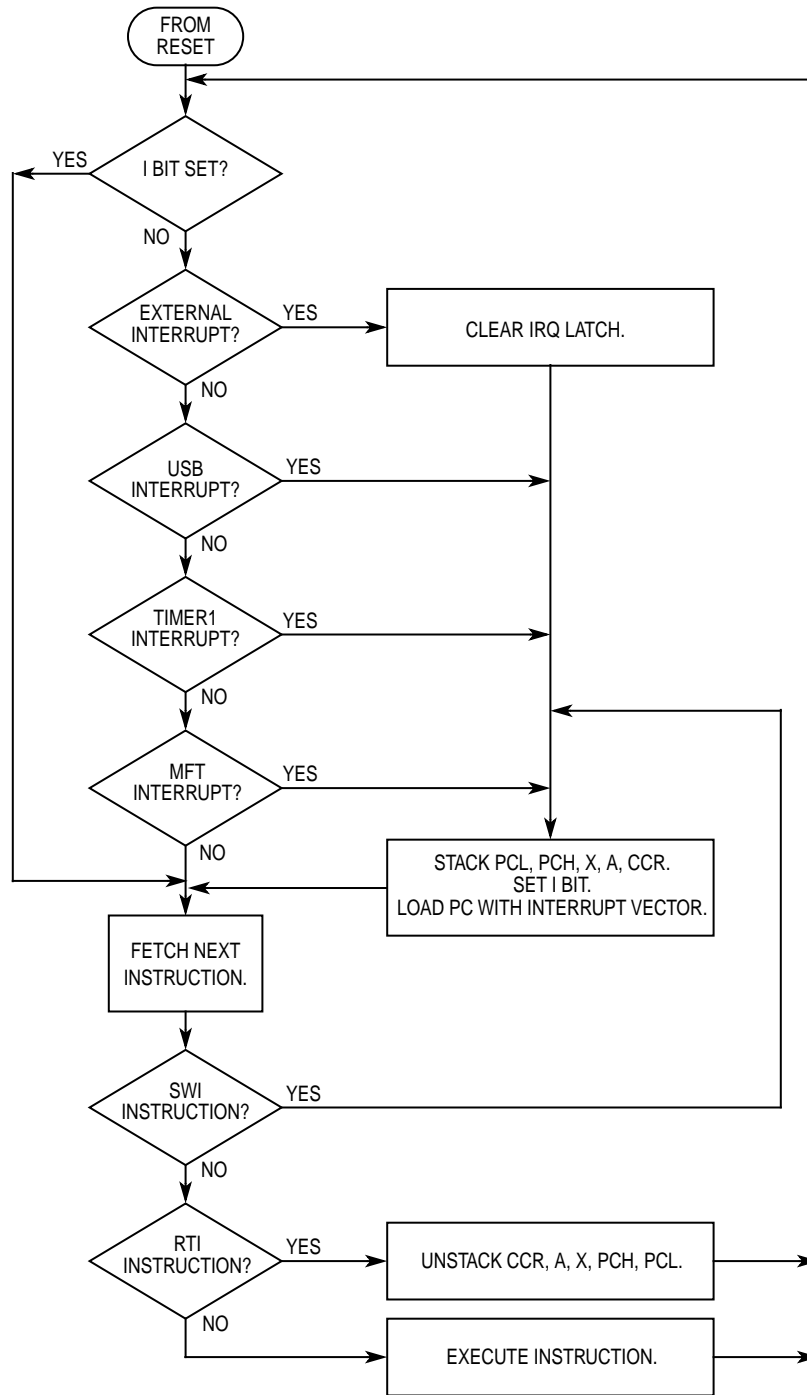 FROM
RESET
YES
I BIT SET?
NO
EXTERNAL
INTERRUPT?
YES
CLEAR IRQ LATCH.
NO
USB
INTERRUPT?
YES
NO
TIMER1
INTERRUPT?
YES
NO
MFT
INTERRUPT?
YES
NO
STACK PCL, PCH, X, A, CCR.
SET I BIT.
LOAD PC WITH INTERRUPT VECTOR.
FETCH NEXT
INSTRUCTION.
SWI
INSTRUCTION?
YES
NO
RTI
INSTRUCTION?
YES
UNSTACK CCR, A, X, PCH, PCL.
NO
EXECUTE INSTRUCTION.